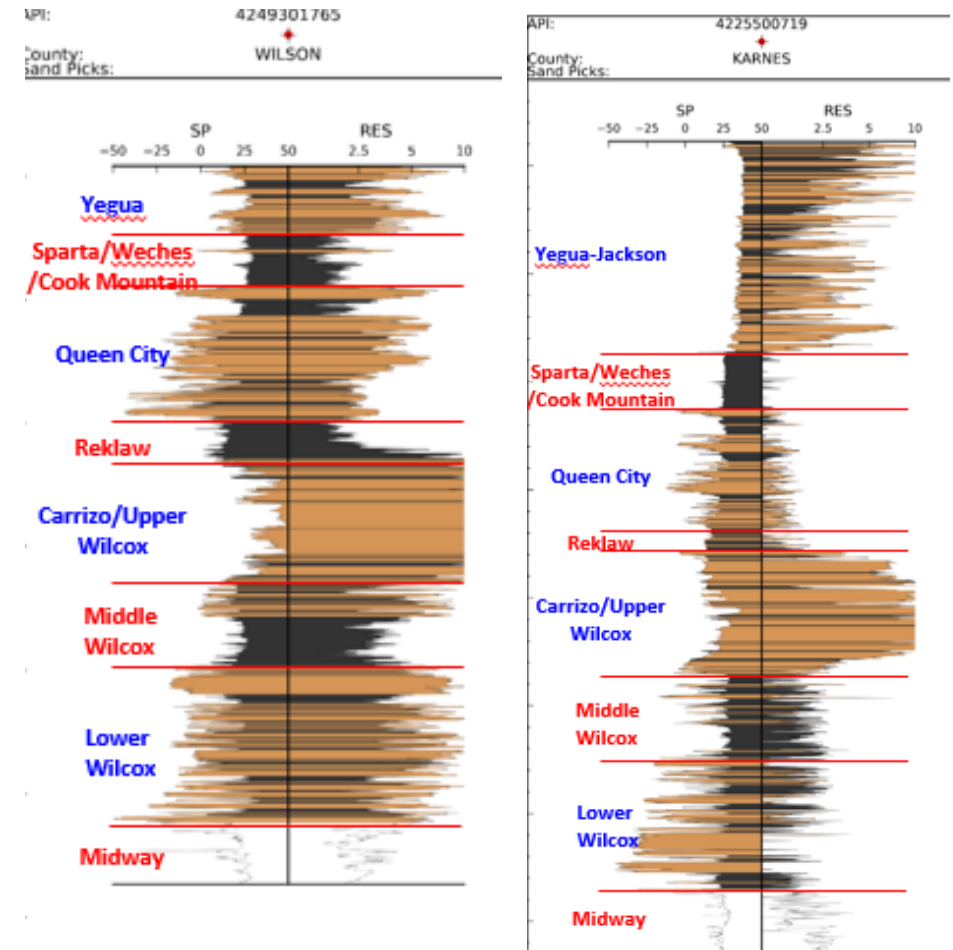 API: 4249301765
County: WILSON
Sand Picks:
SP RES
-50 -25 0 25 50 2.5 5 10
Yegua
Sparta/Weches
/Cook Mountain
Queen City
Reklaw
Carrizo/Upper
Wilcox
Middle
Wilcox
Lower
Wilcox
Midway
API: 4225500719
County: KARNES
Sand Picks:
SP RES
-50 -25 0 25 50 2.5 5 10
Yegua-Jackson
Sparta/Weches
/Cook Mountain
Queen City
Reklaw
Carrizo/Upper
Wilcox
Middle
Wilcox
Lower
Wilcox
Midway